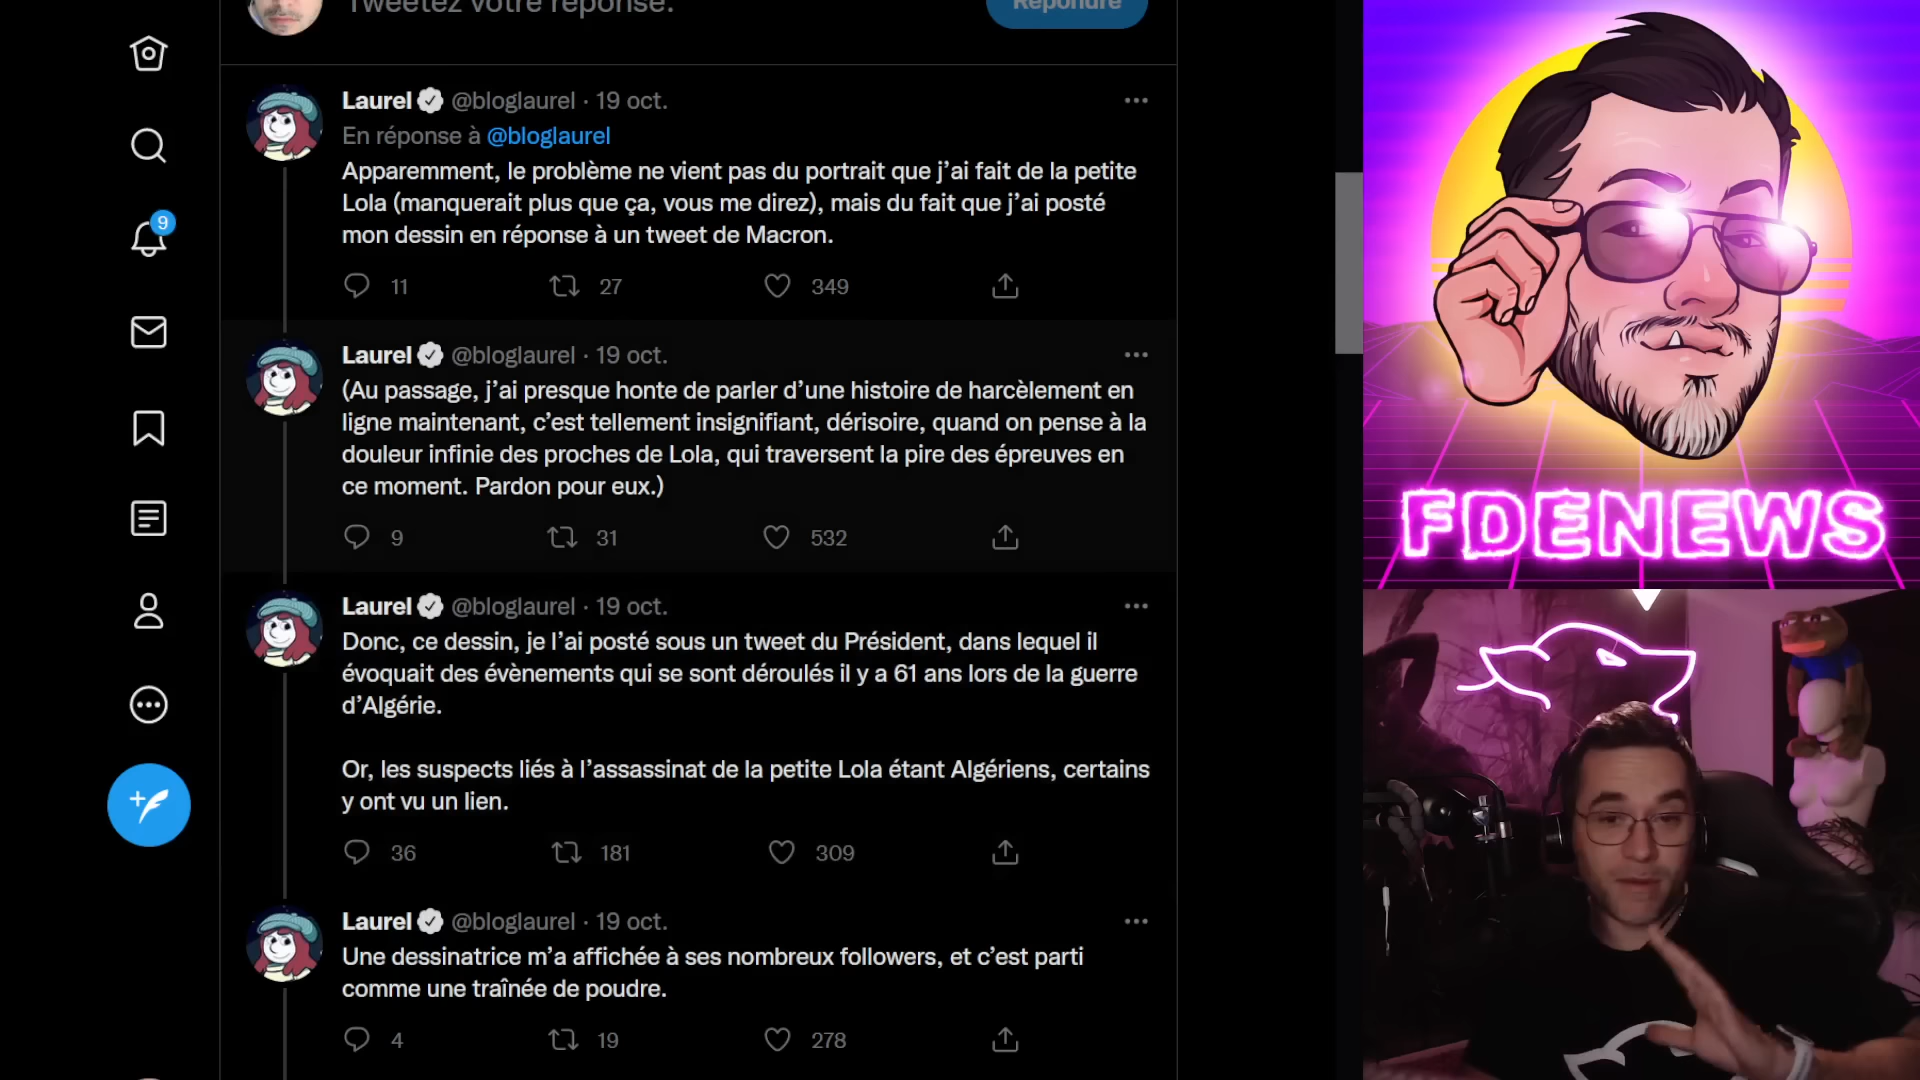 Tweetez votre réponse.
Répondre
9
Laurel @bloglaurel · 19 oct.
En réponse à @bloglaurel
Apparemment, le problème ne vient pas du portrait que j’ai fait de la petite
Lola (manquerait plus que ça, vous me direz), mais du fait que j’ai posté
mon dessin en réponse à un tweet de Macron.
11 27 349
Laurel @bloglaurel · 19 oct.
(Au passage, j’ai presque honte de parler d’une histoire de harcèlement en
ligne maintenant, c’est tellement insignifiant, dérisoire, quand on pense à la
douleur infinie des proches de Lola, qui traversent la pire des épreuves en
ce moment. Pardon pour eux.)
9 31 532
Laurel @bloglaurel · 19 oct.
Donc, ce dessin, je l’ai posté sous un tweet du Président, dans lequel il
évoquait des évènements qui se sont déroulés il y a 61 ans lors de la guerre
d’Algérie.
Or, les suspects liés à l’assassinat de la petite Lola étant Algériens, certains
y ont vu un lien.
36 181 309
Laurel @bloglaurel · 19 oct.
Une dessinatrice m’a affichée à ses nombreux followers, et c’est parti
comme une traînée de poudre.
4 19 278
FDENEWS